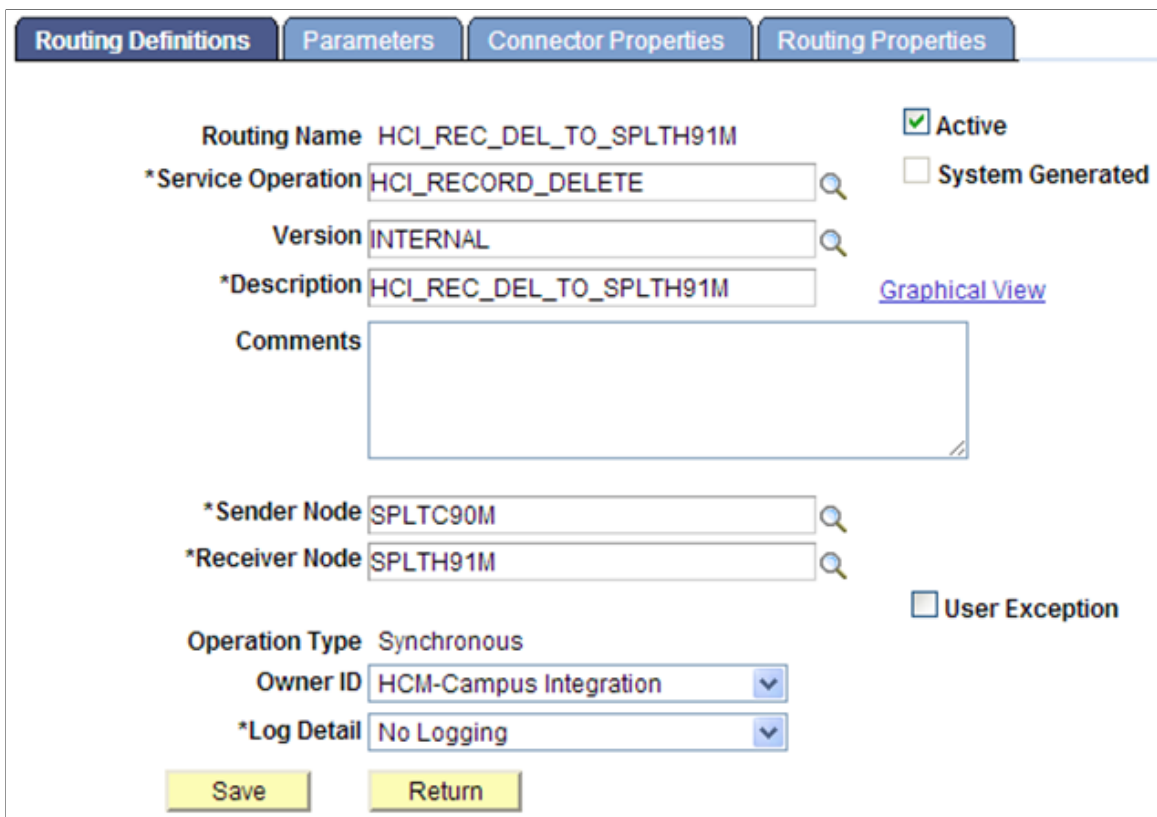 Routing Definitions Parameters Connector Properties Routing Properties
Routing Name HCI_REC_DEL_TO_SPLTH91M Active
*Service Operation HCI_RECORD_DELETE System Generated
Version INTERNAL
*Description HCI_REC_DEL_TO_SPLTH91M Graphical View
Comments
*Sender Node SPLTC90M
*Receiver Node SPLTH91M
User Exception
Operation Type Synchronous
Owner ID HCM-Campus Integration
*Log Detail No Logging
Save Return